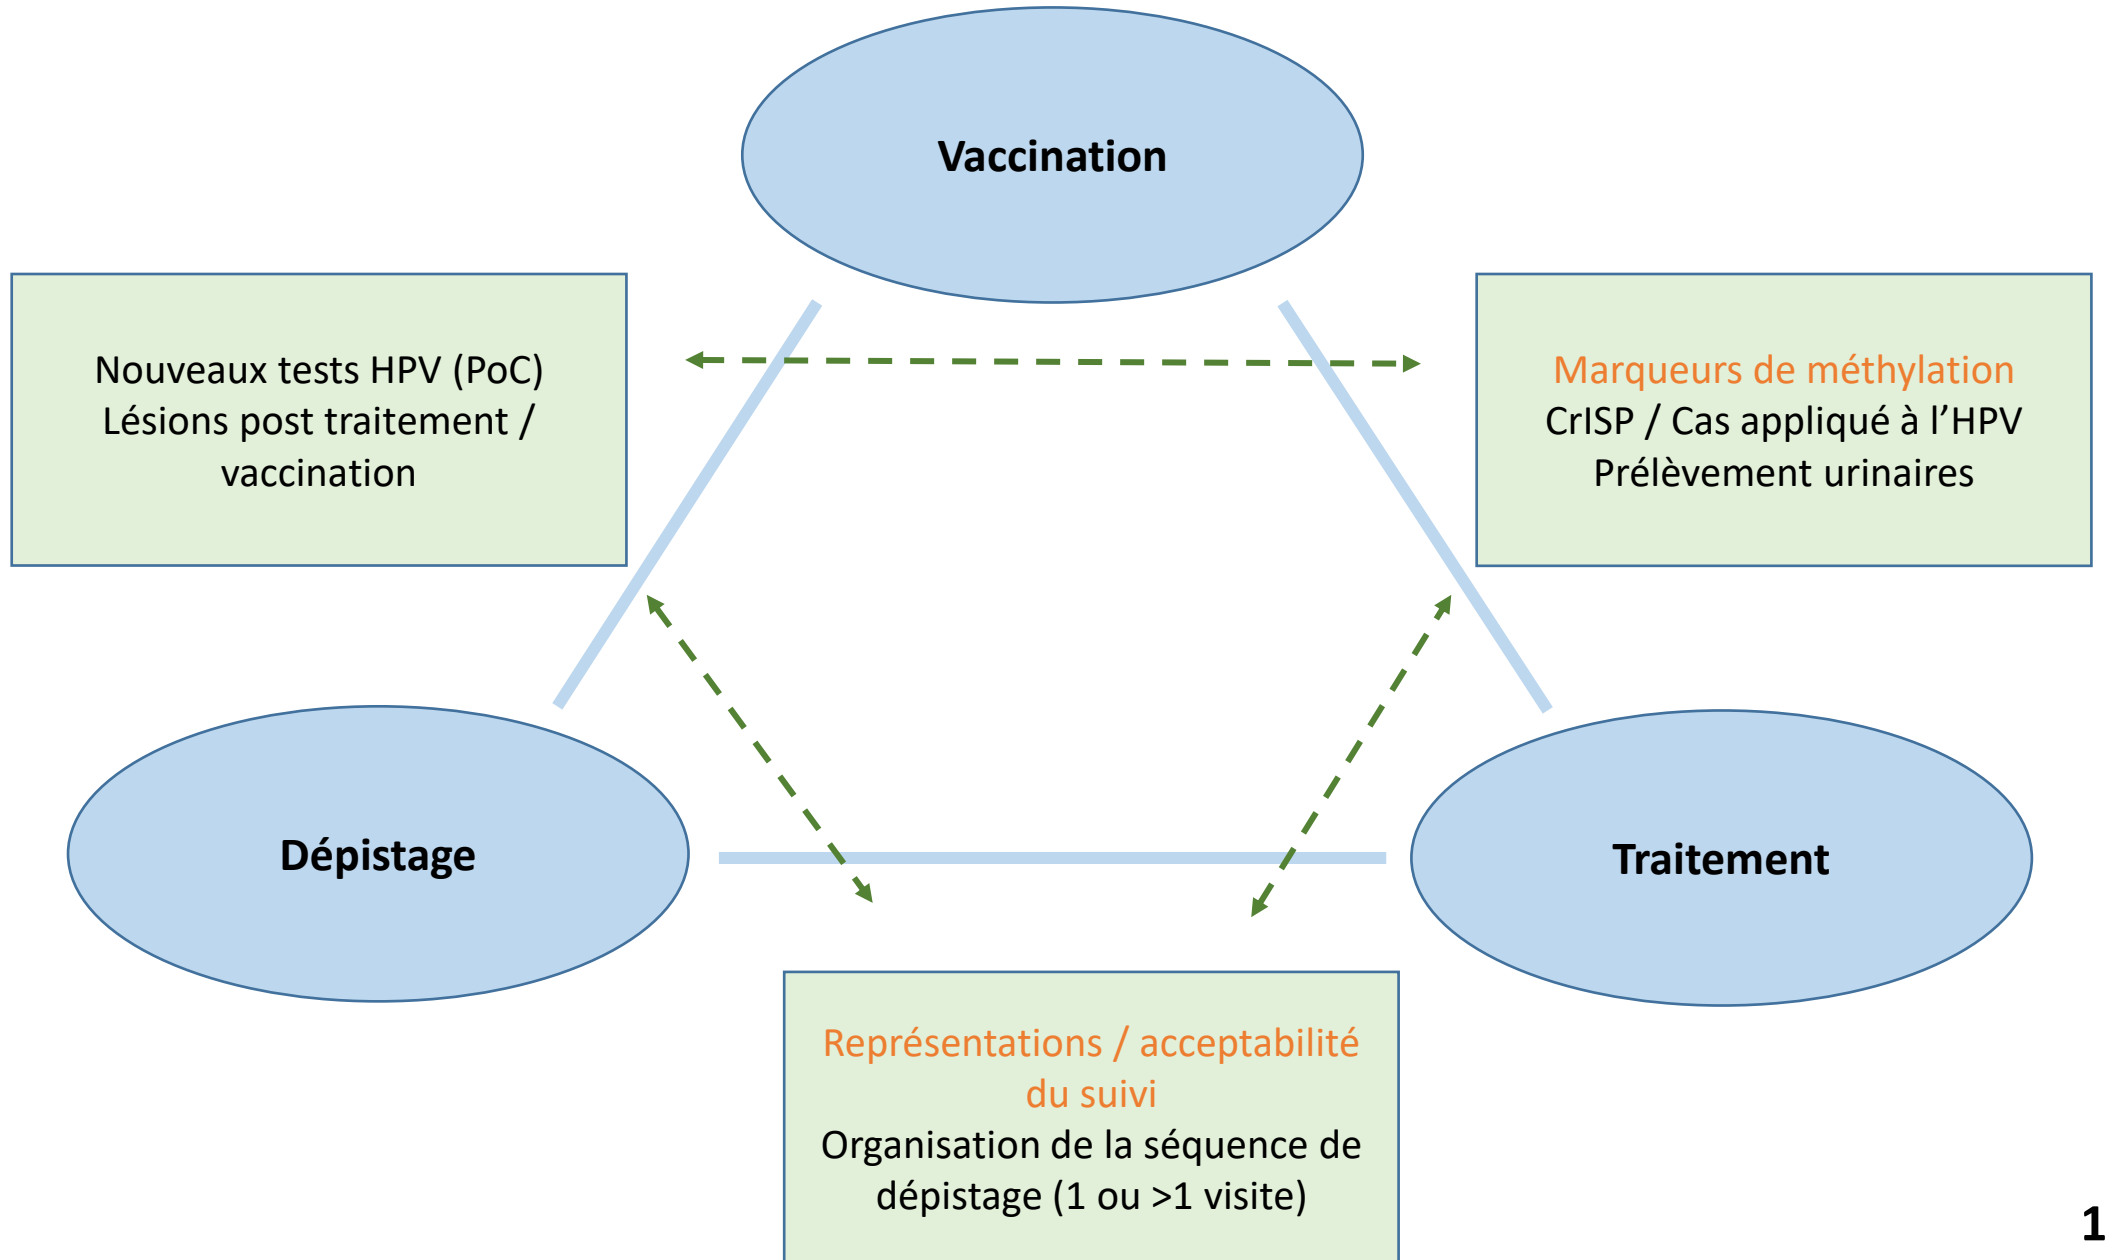 Vaccination
Nouveaux tests HPV (PoC)
Lésions post traitement /
vaccination
Marqueurs de méthylation
CrISP / Cas appliqué à l’HPV
Prélèvement urinaires
Dépistage
Traitement
Représentations / acceptabilité
du suivi
Organisation de la séquence de
dépistage (1 ou >1 visite)
1